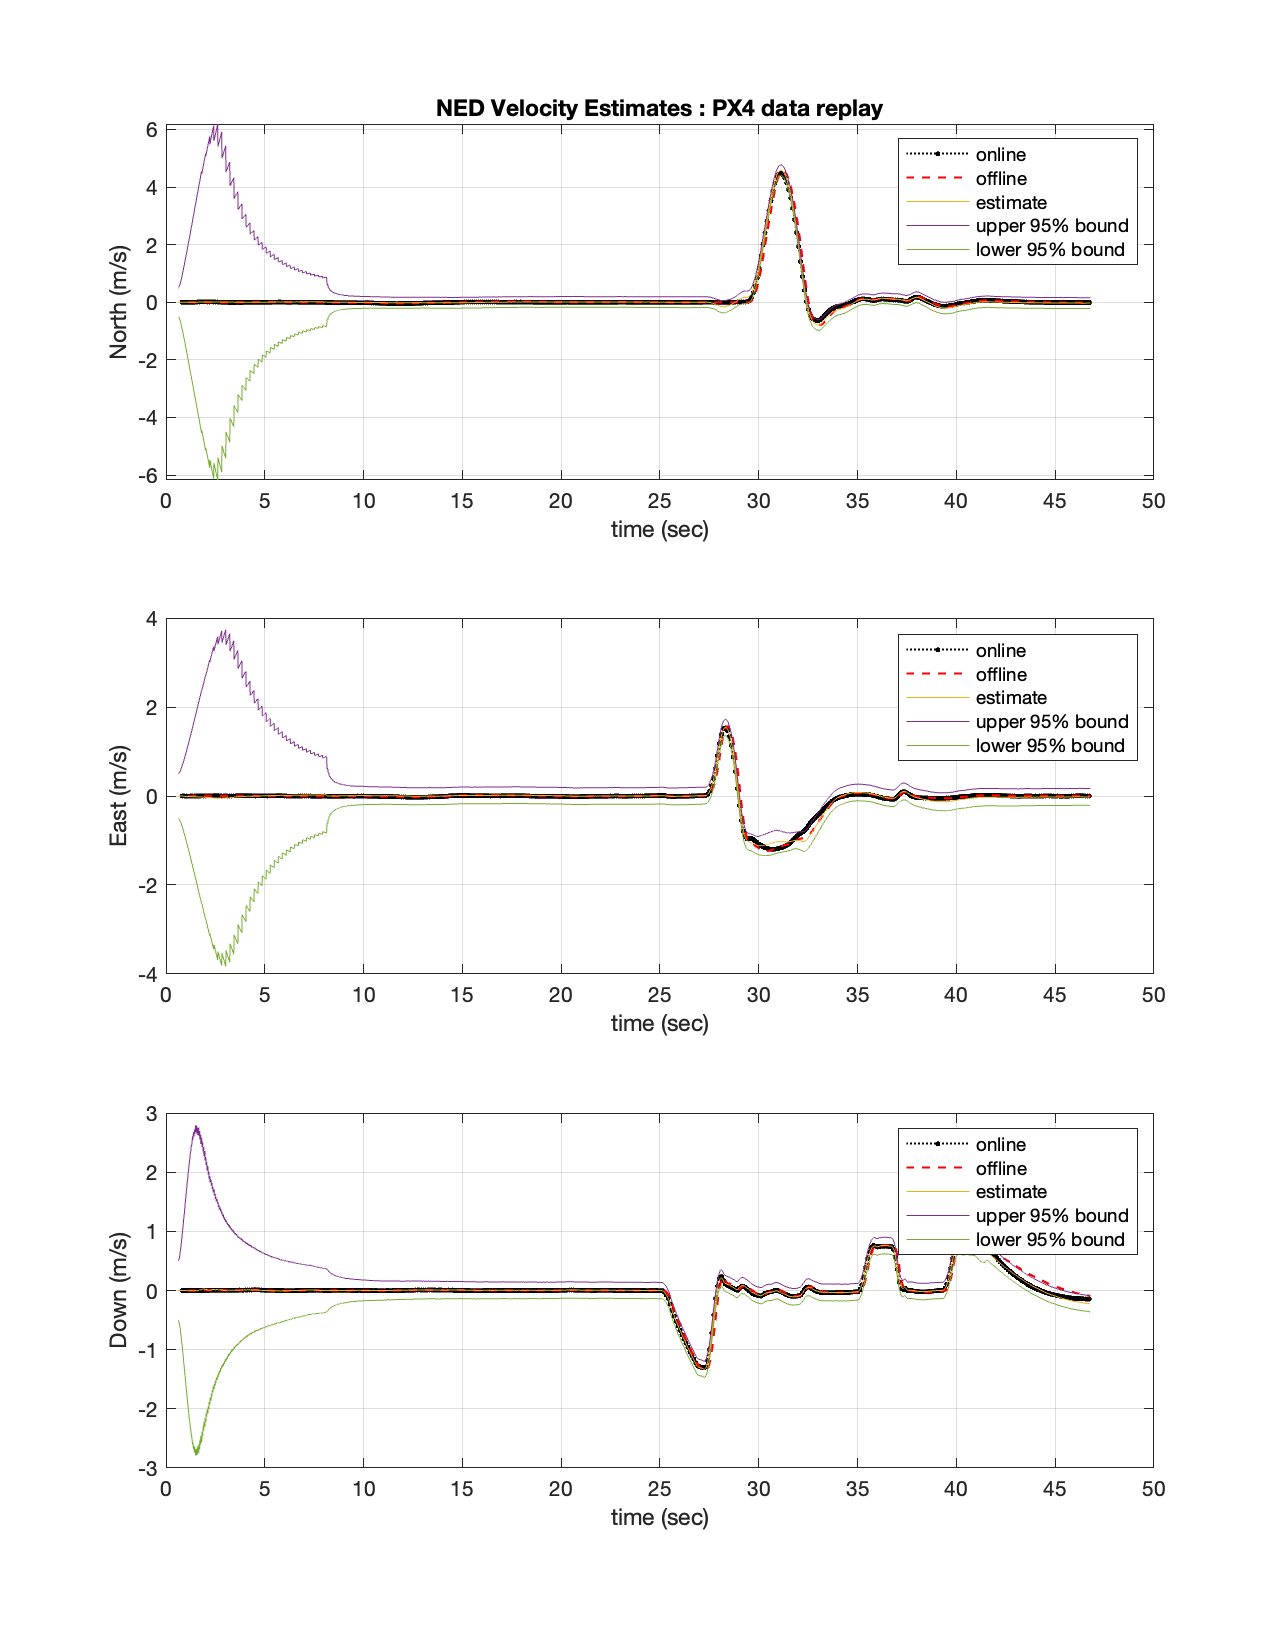 NED Velocity Estimates : PX4 data replay
6
4
2
0
-2
-4
-6
North (m/s)
online
offline
estimate
upper 95% bound
lower 95% bound
0 5 10 15 20 25 30 35 40 45 50
time (sec)
4
2
0
-2
-4
East (m/s)
online
offline
estimate
upper 95% bound
lower 95% bound
0 5 10 15 20 25 30 35 40 45 50
time (sec)
3
2
1
0
-1
-2
-3
Down (m/s)
online
offline
estimate
upper 95% bound
lower 95% bound
0 5 10 15 20 25 30 35 40 45 50
time (sec)